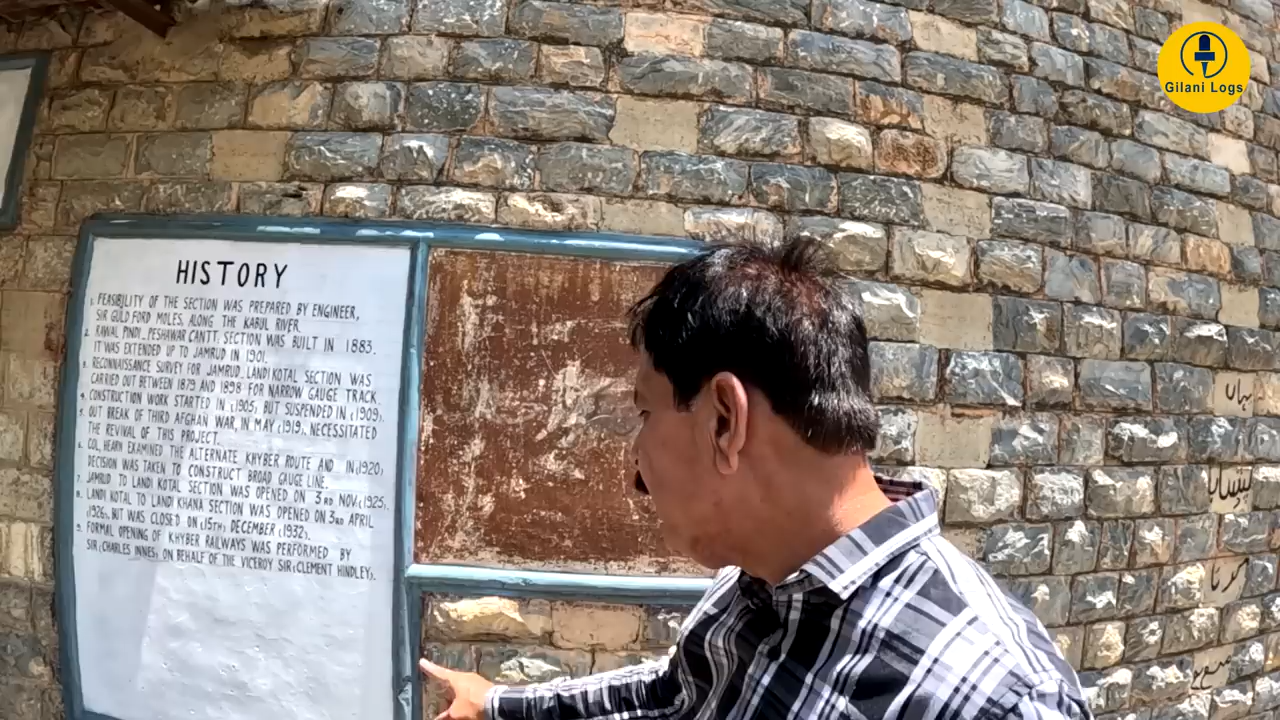 Gilani Logs
HISTORY
1. FEASIBILITY OF THE SECTION WAS PREPARED BY ENGINEER,
SIR GUILD FORD MOLES, ALONG THE KABUL RIVER.
2. RAWAL PINDI, PESHAWAR CANTT: SECTION WAS BUILT IN 1883.
IT WAS EXTENDED UP TO JAMRUD IN 1901.
3. RECONNAISSANCE SURVEY FOR JAMRUD, LANDIKOTAL SECTION WAS
CARRIED OUT BETWEEN 1879 AND 1898 FOR NARROW GAUGE TRACK.
4. CONSTRUCTION WORK STARTED IN (1905), BUT SUSPENDED IN (1909).
5. OUT BREAK OF THIRD AFGHAN WAR, IN MAY (1919), NECESSITATED
THE REVIVAL OF THIS PROJECT.
6. COL, HEARN EXAMINED THE ALTERNATE KHYBER ROUTE AND IN (1920)
DECISION WAS TAKEN TO CONSTRUCT BROAD GAUGE LINE.
7. JAMRUD TO LANDI KOTAL SECTION WAS OPENED ON 3RD NOV: (1925).
8. LANDI KOTAL TO LANDI KHANA SECTION WAS OPENED ON 3RD APRIL
(1926), BUT WAS CLOSED ON (15TH) DECEMBER (1932).
9. FORMAL OPENING OF KHYBER RAILWAYS WAS PERFORMED BY
SIR (CHARLES INNES) ON BEHALF OF THE VICEROY SIR (CLEMENT HINDLEY).
یہاں